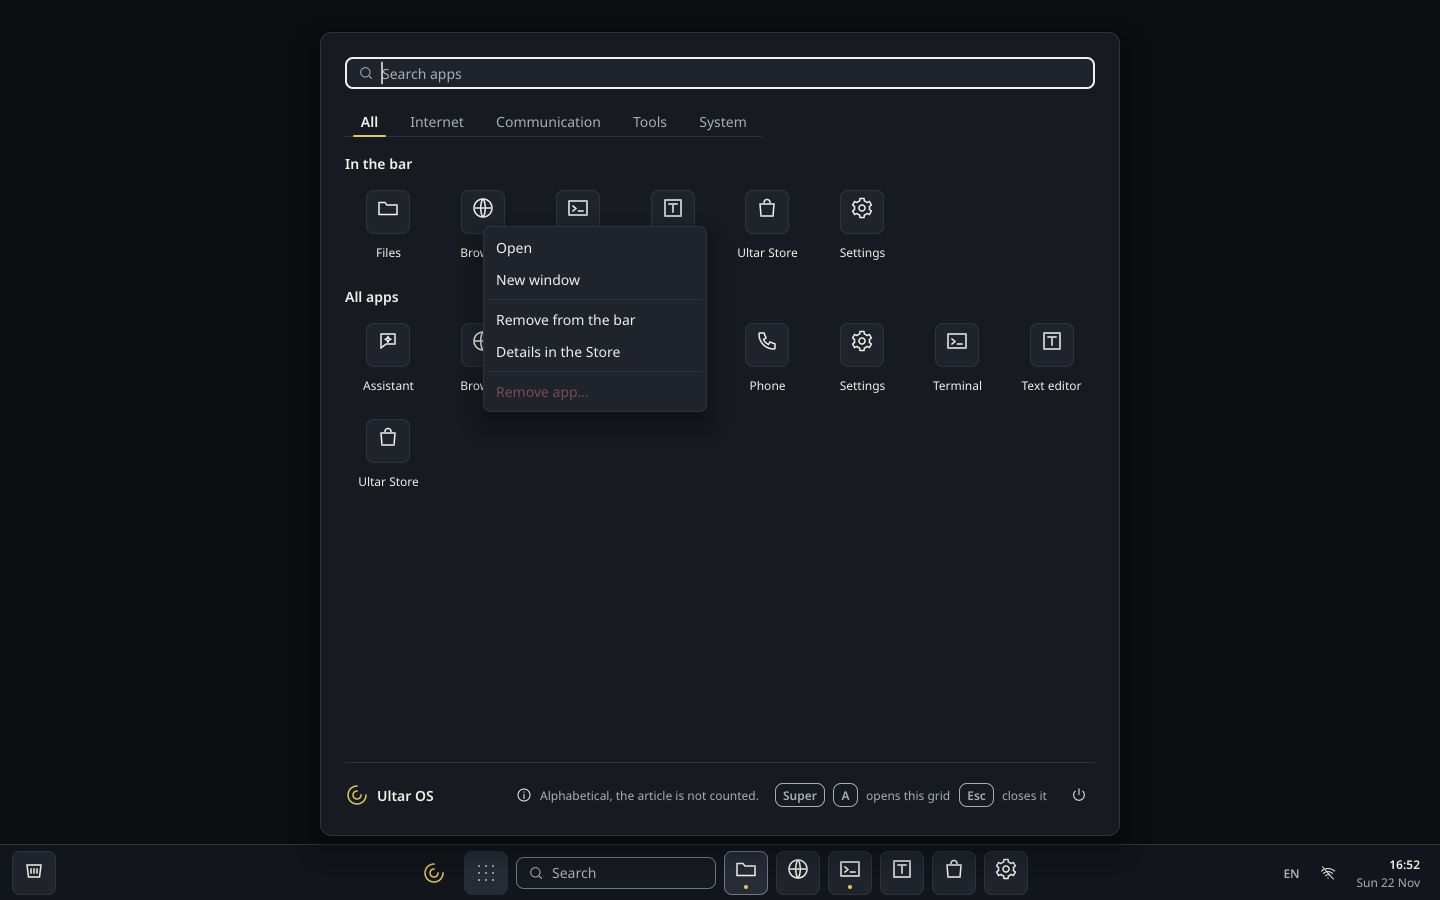 Search apps
All Internet Communication Tools System
In the bar
Files
Ultar Store Settings
Open
New window
All apps
Remove from the bar
Details in the Store
Remove app...
Assistant
Phone Settings Terminal Text editor
Ultar Store
Ultar OS
Alphabetical, the article is not counted. Super A opens this grid Esc closes it
Search
EN
16:52
Sun 22 Nov